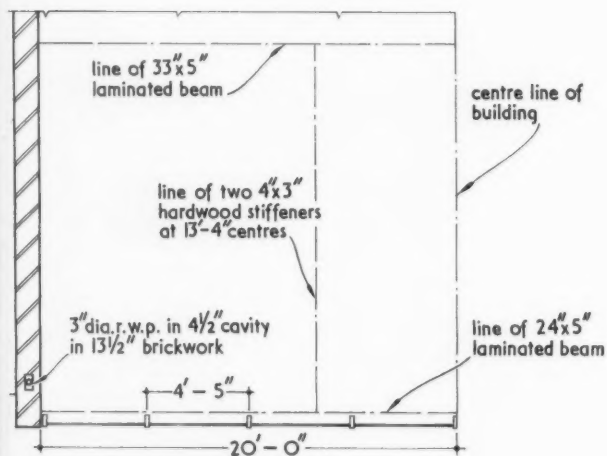 line of 33"x5"
laminated beam
centre line of
building
line of two 4"x3"
hardwood stiffeners
at 13'-4" centres
3" dia. r.w.p. in 4½" cavity
in 13½" brickwork
line of 24"x5"
laminated beam
4' - 5"
20' - 0"